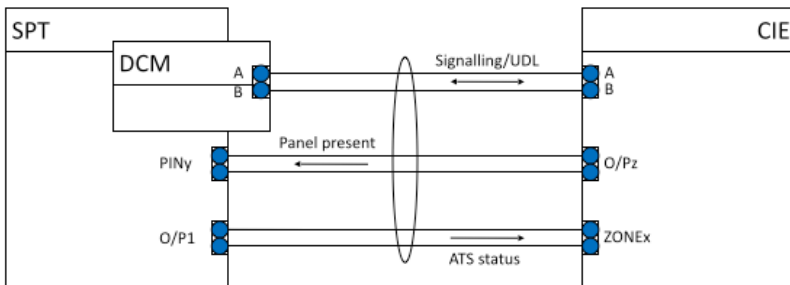 SPT
CIE
DCM
Signalling/UDL
A
A
B
B
Panel present
PINy
O/Pz
O/P1
ZONEx
ATS status